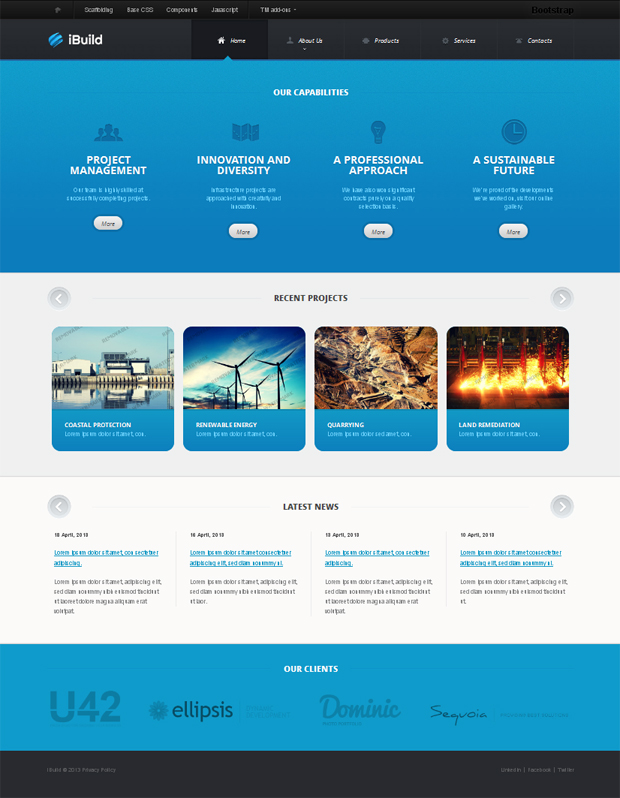 Scaffolding Base CSS Components Javascript TM add-ons
Bootstrap
iBuild
Home About Us Products Services Contacts
OUR CAPABILITIES
PROJECT
MANAGEMENT
Our team is highly skilled at
successfully completing projects.
More
INNOVATION AND
DIVERSITY
Infrastructure projects are
approached with creativity and
innovation.
More
A PROFESSIONAL
APPROACH
We have also won significant
contracts purely on a quality
selection basis.
More
A SUSTAINABLE
FUTURE
We're proud of the developments
we've worked on, visit our online
gallery.
More
RECENT PROJECTS
COASTAL PROTECTION
Lorem ipsum dolor sit amet, con.
RENEWABLE ENERGY
Lorem ipsum dolor sit amet, con.
QUARRYING
Lorem ipsum dolor sed amet, con.
LAND REMEDIATION
Lorem ipsum dolor sit amet, con.
LATEST NEWS
18 April, 2013
Lorem ipsum dolor sit amet, consectetuer
adipiscing.
Lorem ipsum dolor sit amet, adipiscing elit,
sed diam nonummy nibh euismod tincidunt
ut laoreet dolore magna aliquam erat
volutpat.
16 April, 2013
Lorem ipsum dolor sit amet consectetuer
adipiscing elit, sed diam nonummy ul.
Lorem ipsum dolor sit amet, adipiscing elit,
sed diam nonummy nibh euismod tincidunt
ut laor.
13 April, 2013
Lorem ipsum dolor sit amet, consectetuer
adipiscing.
Lorem ipsum dolor sit amet, adipiscing elit,
sed diam nonummy nibh euismod tincidunt
ut laoreet dolore magna aliquam erat
volutpat.
10 April, 2013
Lorem ipsum dolor sit amet, consectetuer
adipiscing elit, sed diam nonummy ul.
Lorem ipsum dolor sit amet, adipiscing elit,
sed diam nonummy nibh euismod tincidunt
ut.
OUR CLIENTS
U42
ellipsis
Dominic
Sequoia
iBuild © 2013 Privacy Policy
LinkedIn | Facebook | Twitter